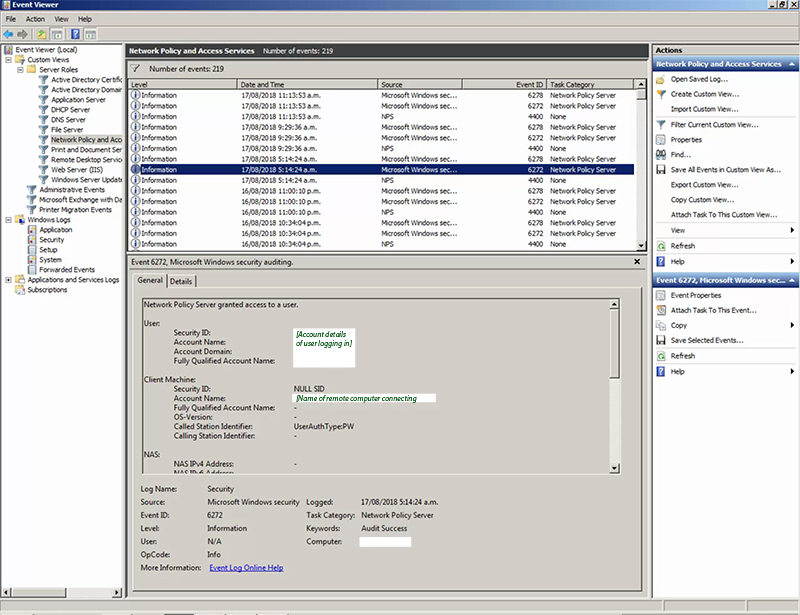 Event Viewer
File Action View Help
Event Viewer (Local)
Custom Views
Server Roles
Active Directory Certific
Active Directory Domain
Application Server
DHCP Server
DNS Server
File Server
Network Policy and Acc
Print and Document Ser
Remote Desktop Servic
Web Server (IIS)
Windows Server Update
Administrative Events
Microsoft Exchange with Da
Printer Migration Events
Windows Logs
Application
Security
Setup
System
Forwarded Events
Applications and Services Logs
Subscriptions
Network Policy and Access Services Number of events: 219
Number of events: 219
Level Date and Time Source Event ID Task Category
Information 17/08/2018 11:13:53 a.m. Microsoft Windows sec... 6278 Network Policy Server
Information 17/08/2018 11:13:53 a.m. Microsoft Windows sec... 6272 Network Policy Server
Information 17/08/2018 11:13:53 a.m. NPS 4400 None
Information 17/08/2018 9:29:36 a.m. Microsoft Windows sec... 6278 Network Policy Server
Information 17/08/2018 9:29:36 a.m. Microsoft Windows sec... 6272 Network Policy Server
Information 17/08/2018 9:29:36 a.m. NPS 4400 None
Information 17/08/2018 5:14:24 a.m. Microsoft Windows sec... 6278 Network Policy Server
Information 17/08/2018 5:14:24 a.m. Microsoft Windows sec... 6272 Network Policy Server
Information 17/08/2018 5:14:24 a.m. NPS 4400 None
Information 16/08/2018 11:00:10 p.m. Microsoft Windows sec... 6278 Network Policy Server
Information 16/08/2018 11:00:10 p.m. Microsoft Windows sec... 6272 Network Policy Server
Information 16/08/2018 11:00:10 p.m. NPS 4400 None
Information 16/08/2018 10:34:04 p.m. Microsoft Windows sec... 6278 Network Policy Server
Information 16/08/2018 10:34:04 p.m. Microsoft Windows sec... 6272 Network Policy Server
Information 16/08/2018 10:34:04 p.m. NPS 4400 None
Event 6272, Microsoft Windows security auditing.
General Details
Network Policy Server granted access to a user.
User:
Security ID:
Account Name:
Account Domain:
Fully Qualified Account Name:
[Account details
of user logging in]
Client Machine:
Security ID: NULL SID
Account Name: [Name of remote computer connecting
Fully Qualified Account Name: -
OS-Version: -
Called Station Identifier: UserAuthType:PW
Calling Station Identifier: -
NAS:
NAS IPv4 Address: -
NAS IPv6 Address: -
Log Name: Security
Source: Microsoft Windows security Logged: 17/08/2018 5:14:24 a.m.
Event ID: 6272 Task Category: Network Policy Server
Level: Information Keywords: Audit Success
User: N/A Computer:
OpCode: Info
More Information: Event Log Online Help
Actions
Network Policy and Access Services
Open Saved Log...
Create Custom View...
Import Custom View...
Filter Current Custom View...
Properties
Find...
Save All Events in Custom View As...
Export Custom View...
Copy Custom View...
Attach Task To This Custom View...
View
Refresh
Help
Event 6272, Microsoft Windows sec...
Event Properties
Attach Task To This Event...
Copy
Save Selected Events...
Refresh
Help